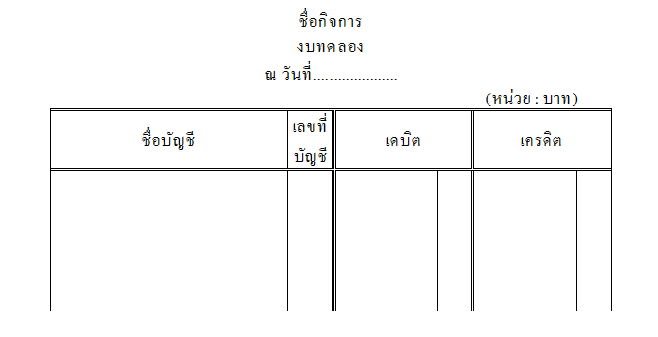 ชื่อกิจการ
งบทดลอง
ณ วันที่.....................
(หน่วย : บาท)
ชื่อบัญชี เลขที่บัญชี เดบิต เครดิต